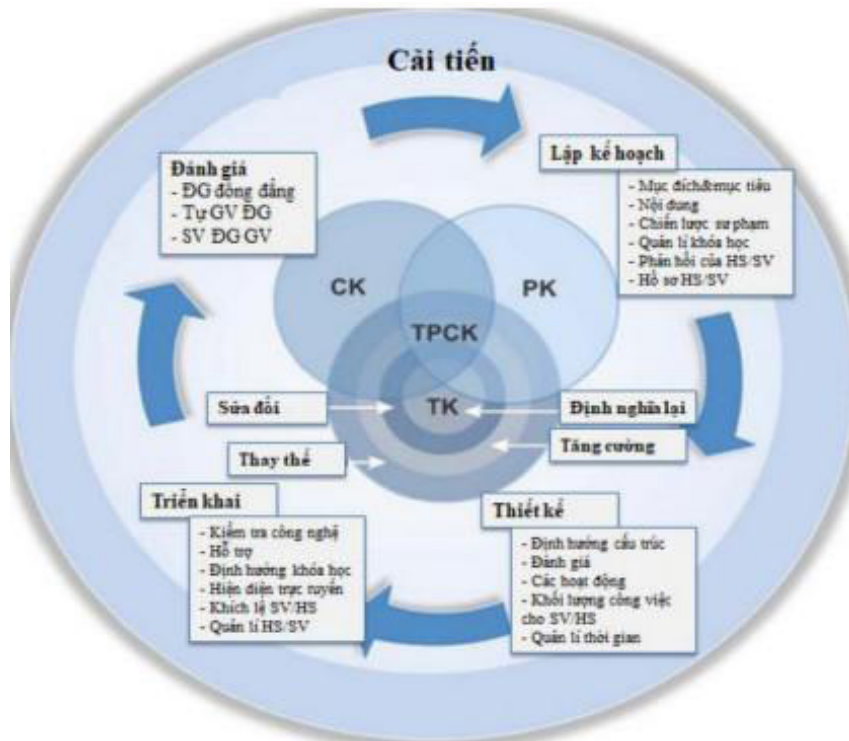 Cải tiến
Lập kế hoạch
- Mục đích&mục tiêu
- Nội dung
- Chiến lược sư phạm
- Quản lí khóa học
- Phản hồi của HS/SV
- Hồ sơ HS/SV
Đánh giá
- ĐG đồng đẳng
- Tự GV ĐG
- SV ĐG GV
CK
PK
TPCK
TK
Sửa đổi
Định nghĩa lại
Thay thế
Tăng cường
Triển khai
- Kiểm tra công nghệ
- Hỗ trợ
- Định hướng khóa học
- Hiện diện trực tuyến
- Khích lệ SV/HS
- Quản lí HS/SV
Thiết kế
- Định hướng cấu trúc
- Đánh giá
- Các hoạt động
- Khối lượng công việc
cho SV/HS
- Quản lí thời gian